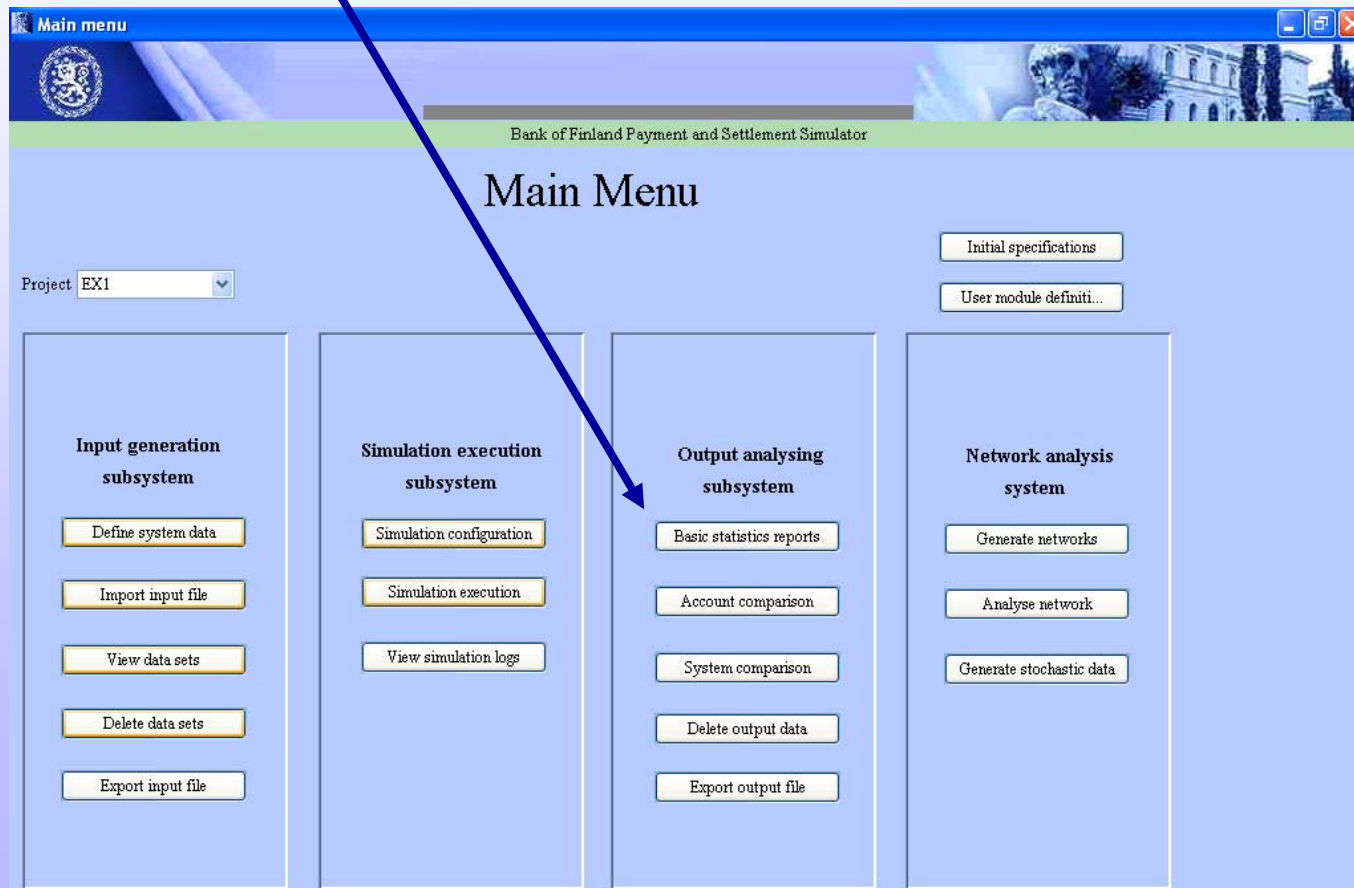 Main menu
Bank of Finland Payment and Settlement Simulator
Main Menu
Initial specifications
Project EX1
User module definiti...
Input generation
subsystem
Define system data
Import input file
View data sets
Delete data sets
Export input file
Simulation execution
subsystem
Simulation configuration
Simulation execution
View simulation logs
Output analysing
subsystem
Basic statistics reports
Account comparison
System comparison
Delete output data
Export output file
Network analysis
system
Generate networks
Analyse network
Generate stochastic data